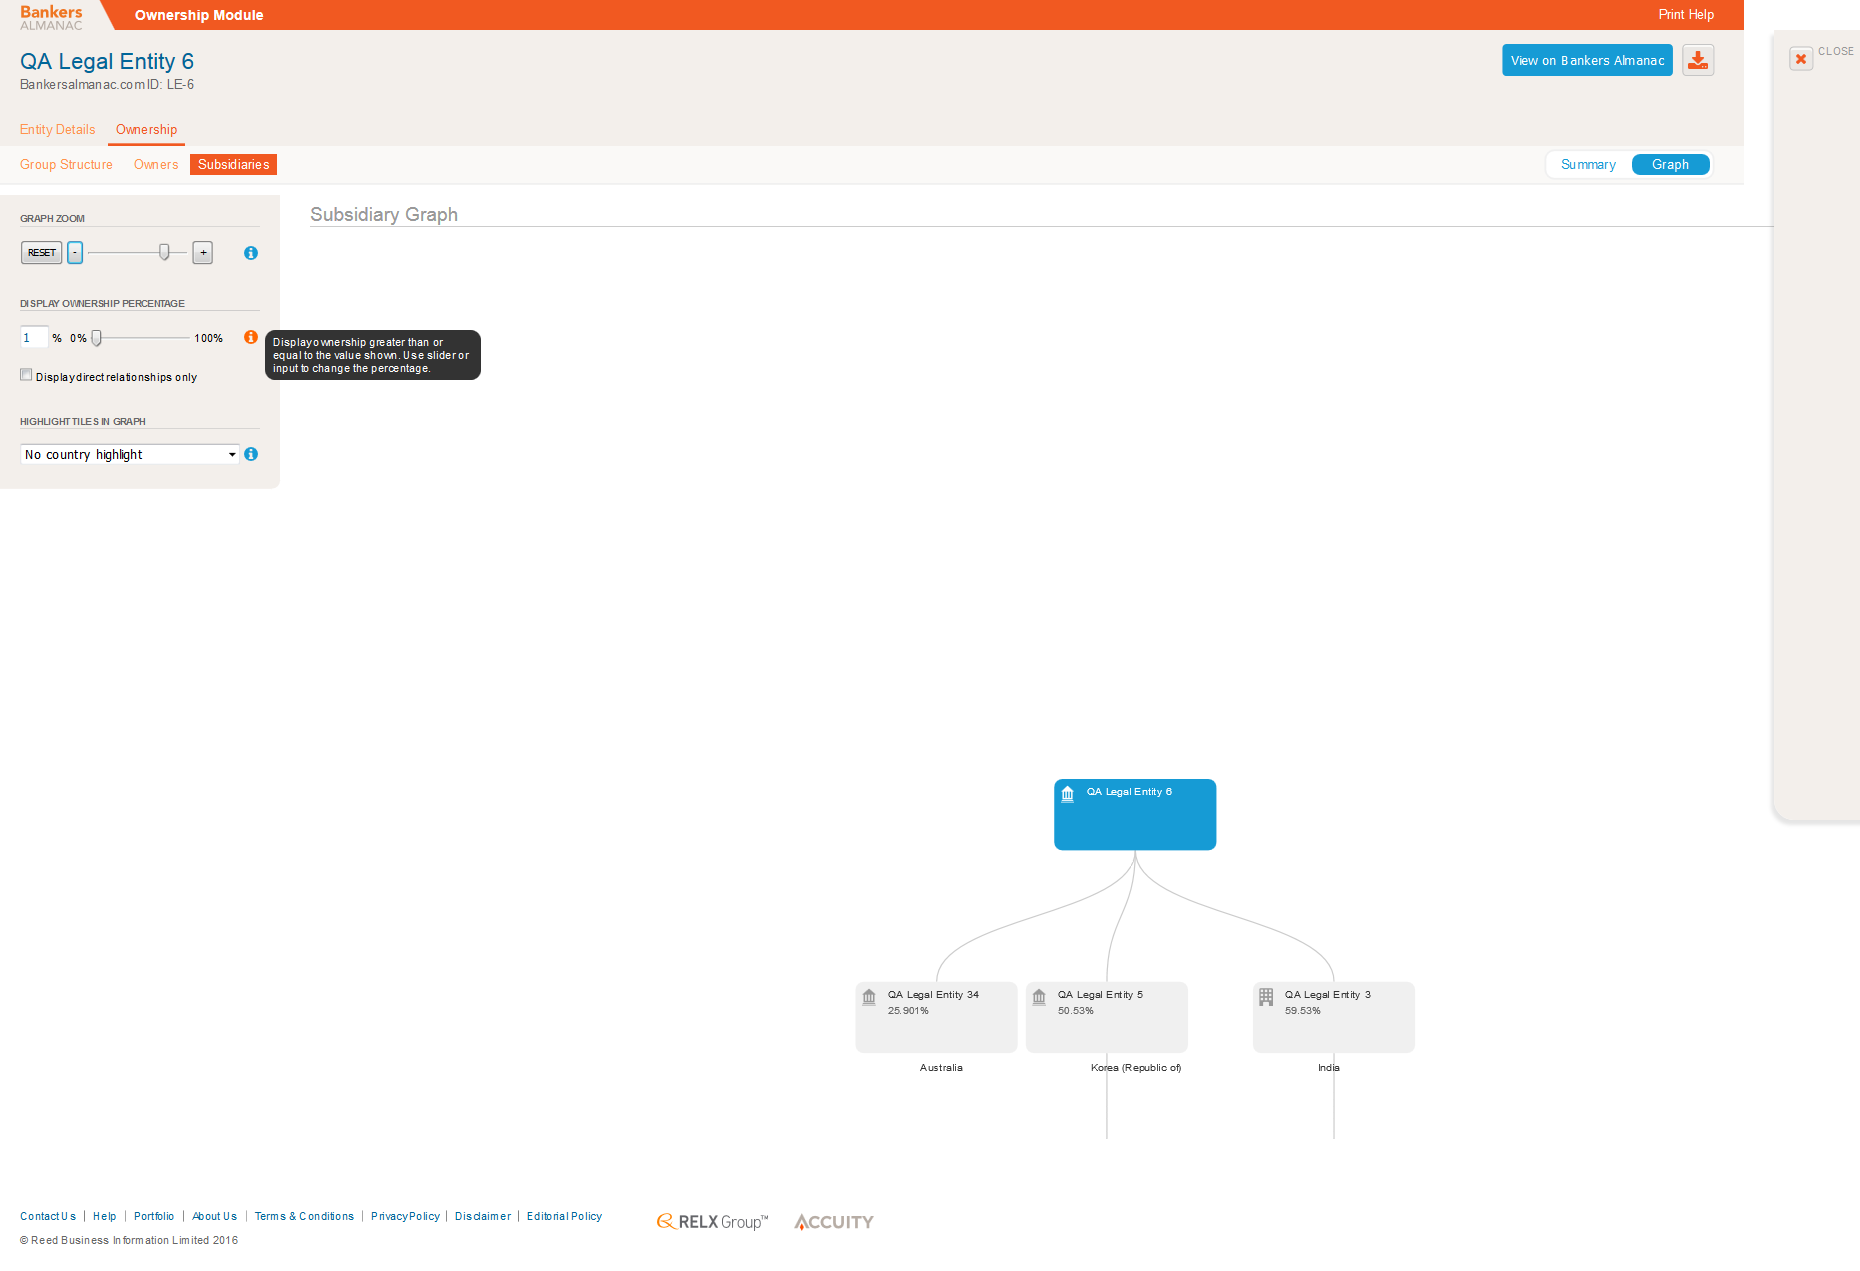 Bankers
ALMANAC
Ownership Module
Print Help
QA Legal Entity 6
Bankersalmanac.com ID: LE-6
View on Bankers Almanac
CLOSE
Entity Details Ownership
Group Structure Owners Subsidiaries
Summary Graph
GRAPH ZOOM
RESET - +
DISPLAY OWNERSHIP PERCENTAGE
1 % 0% 100%
Display direct relationships only
HIGHLIGHT TILES IN GRAPH
No country highlight
Subsidiary Graph
Display ownership greater than or
equal to the value shown. Use slider or
input to change the percentage.
QA Legal Entity 6
QA Legal Entity 34
25.901%
Australia
QA Legal Entity 5
50.53%
Korea (Republic of)
QA Legal Entity 3
59.53%
India
Contact Us | Help | Portfolio | About Us | Terms & Conditions | Privacy Policy | Disclaimer | Editorial Policy
RELX Group™ ACCUITY
© Reed Business Information Limited 2016